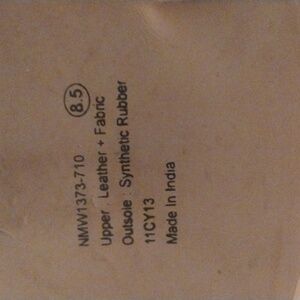 NMW1373-710 8.5
Upper : Leather + Fabric
Outsole : Synthetic Rubber
11CY13
Made In India